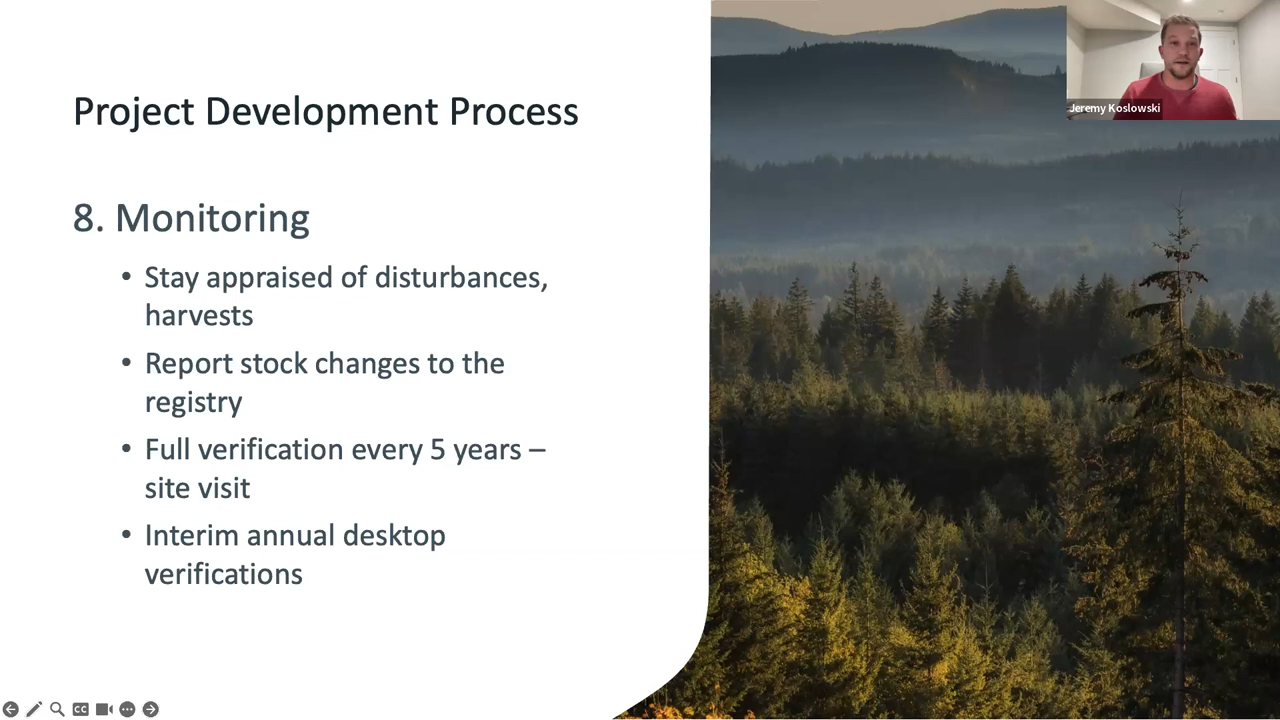 Project Development Process
8. Monitoring
• Stay appraised of disturbances,
harvests
• Report stock changes to the
registry
• Full verification every 5 years –
site visit
• Interim annual desktop
verifications
Jeremy Koslowski
CC